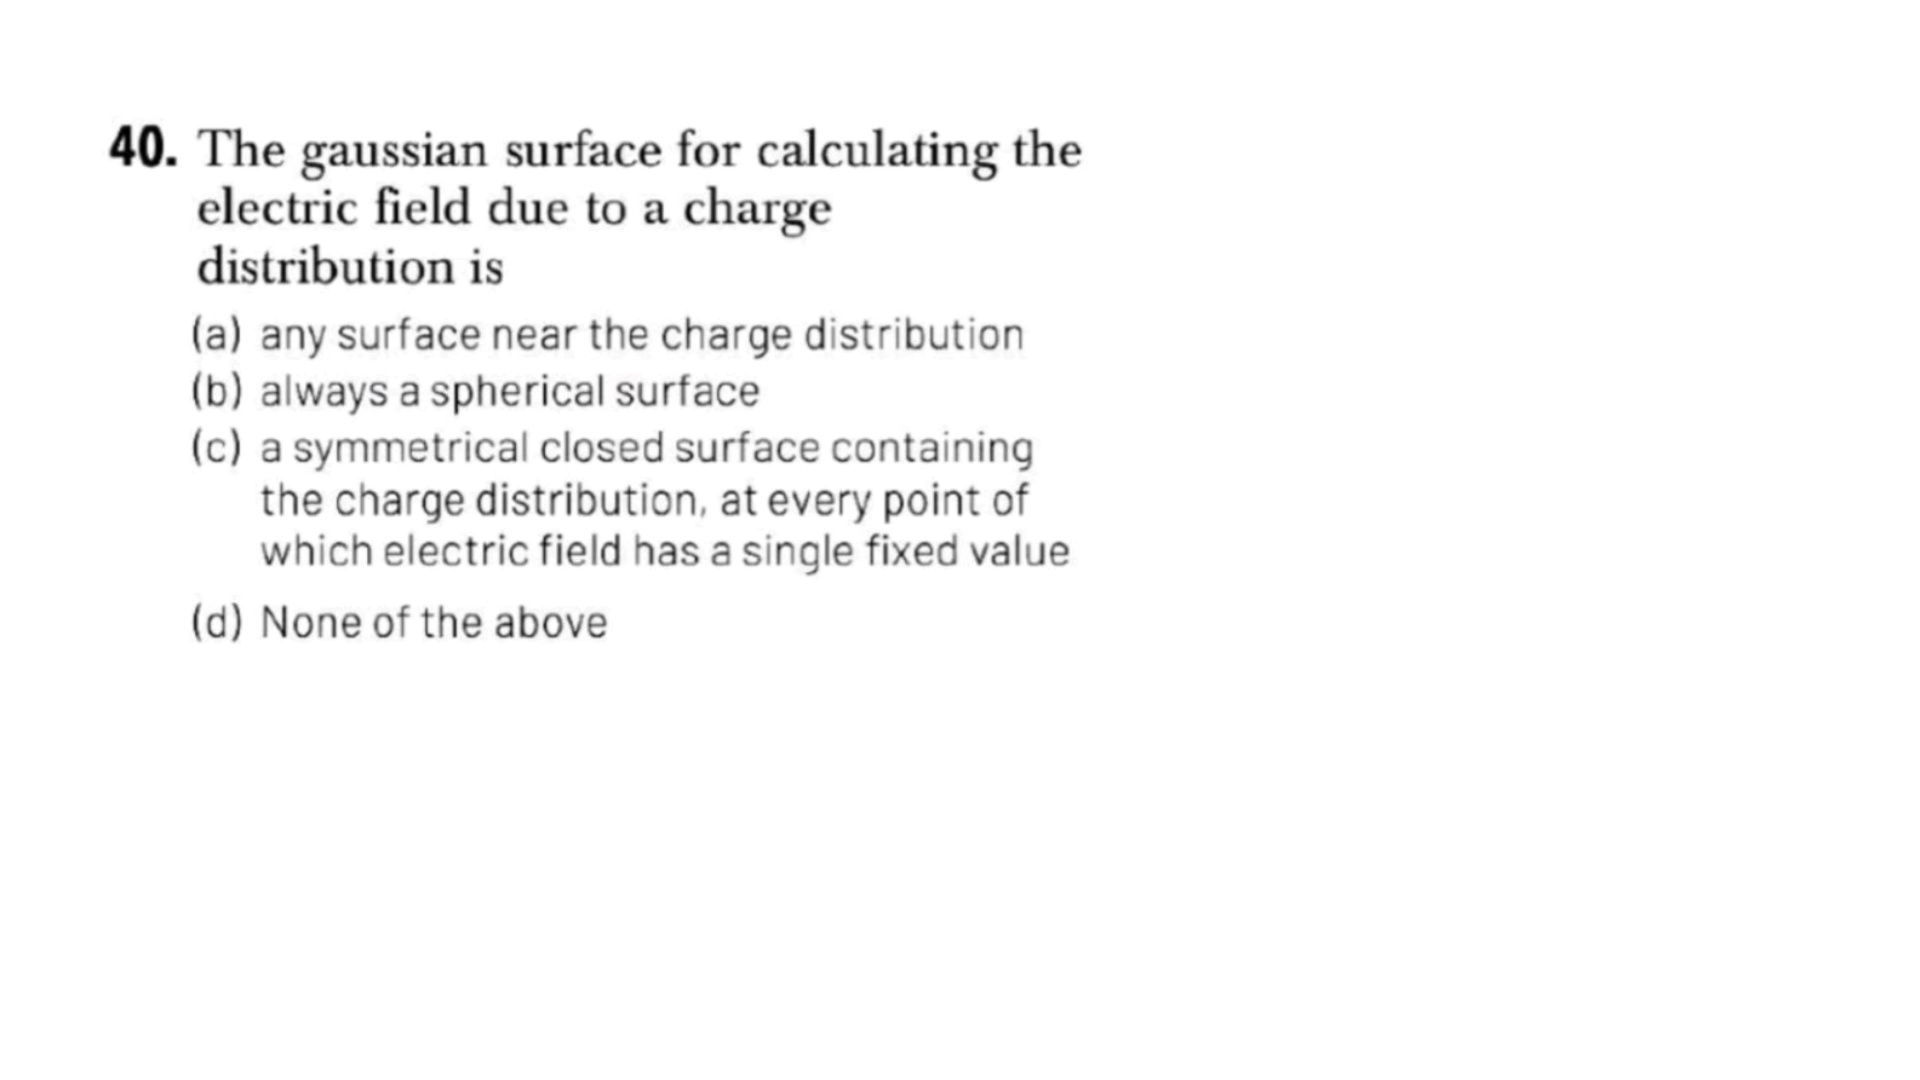 40. The gaussian surface for calculating the
electric field due to a charge
distribution is
(a) any surface near the charge distribution
(b) always a spherical surface
(c) a symmetrical closed surface containing
the charge distribution, at every point of
which electric field has a single fixed value
(d) None of the above